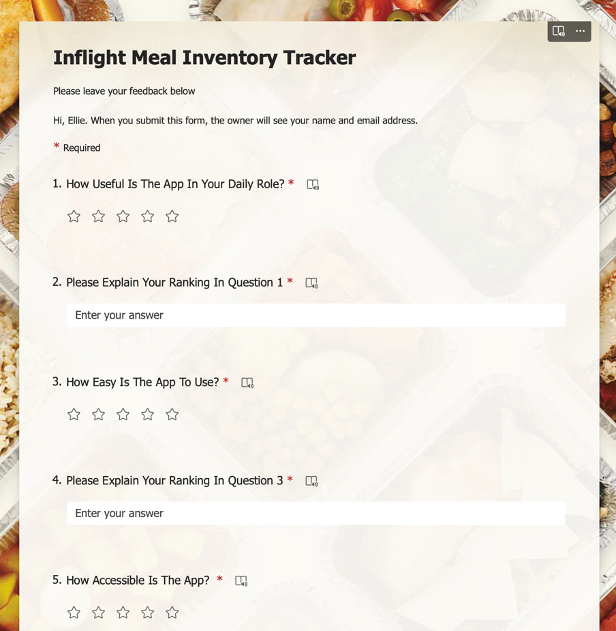 Inflight Meal Inventory Tracker
Please leave your feedback below
Hi, Ellie. When you submit this form, the owner will see your name and email address.
* Required
1. How Useful Is The App In Your Daily Role? *
2. Please Explain Your Ranking In Question 1 *
Enter your answer
3. How Easy Is The App To Use? *
4. Please Explain Your Ranking In Question 3 *
Enter your answer
5. How Accessible Is The App? *